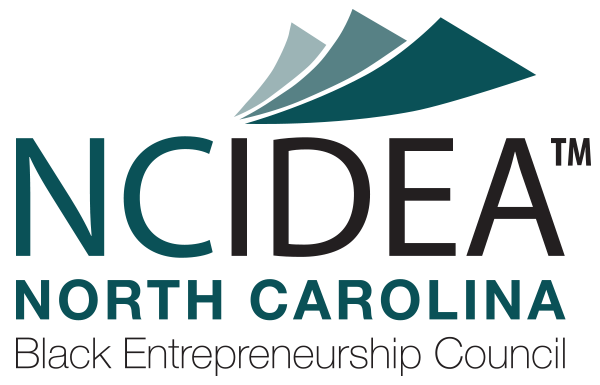 NCIDEA™
NORTH CAROLINA
Black Entrepreneurship Council